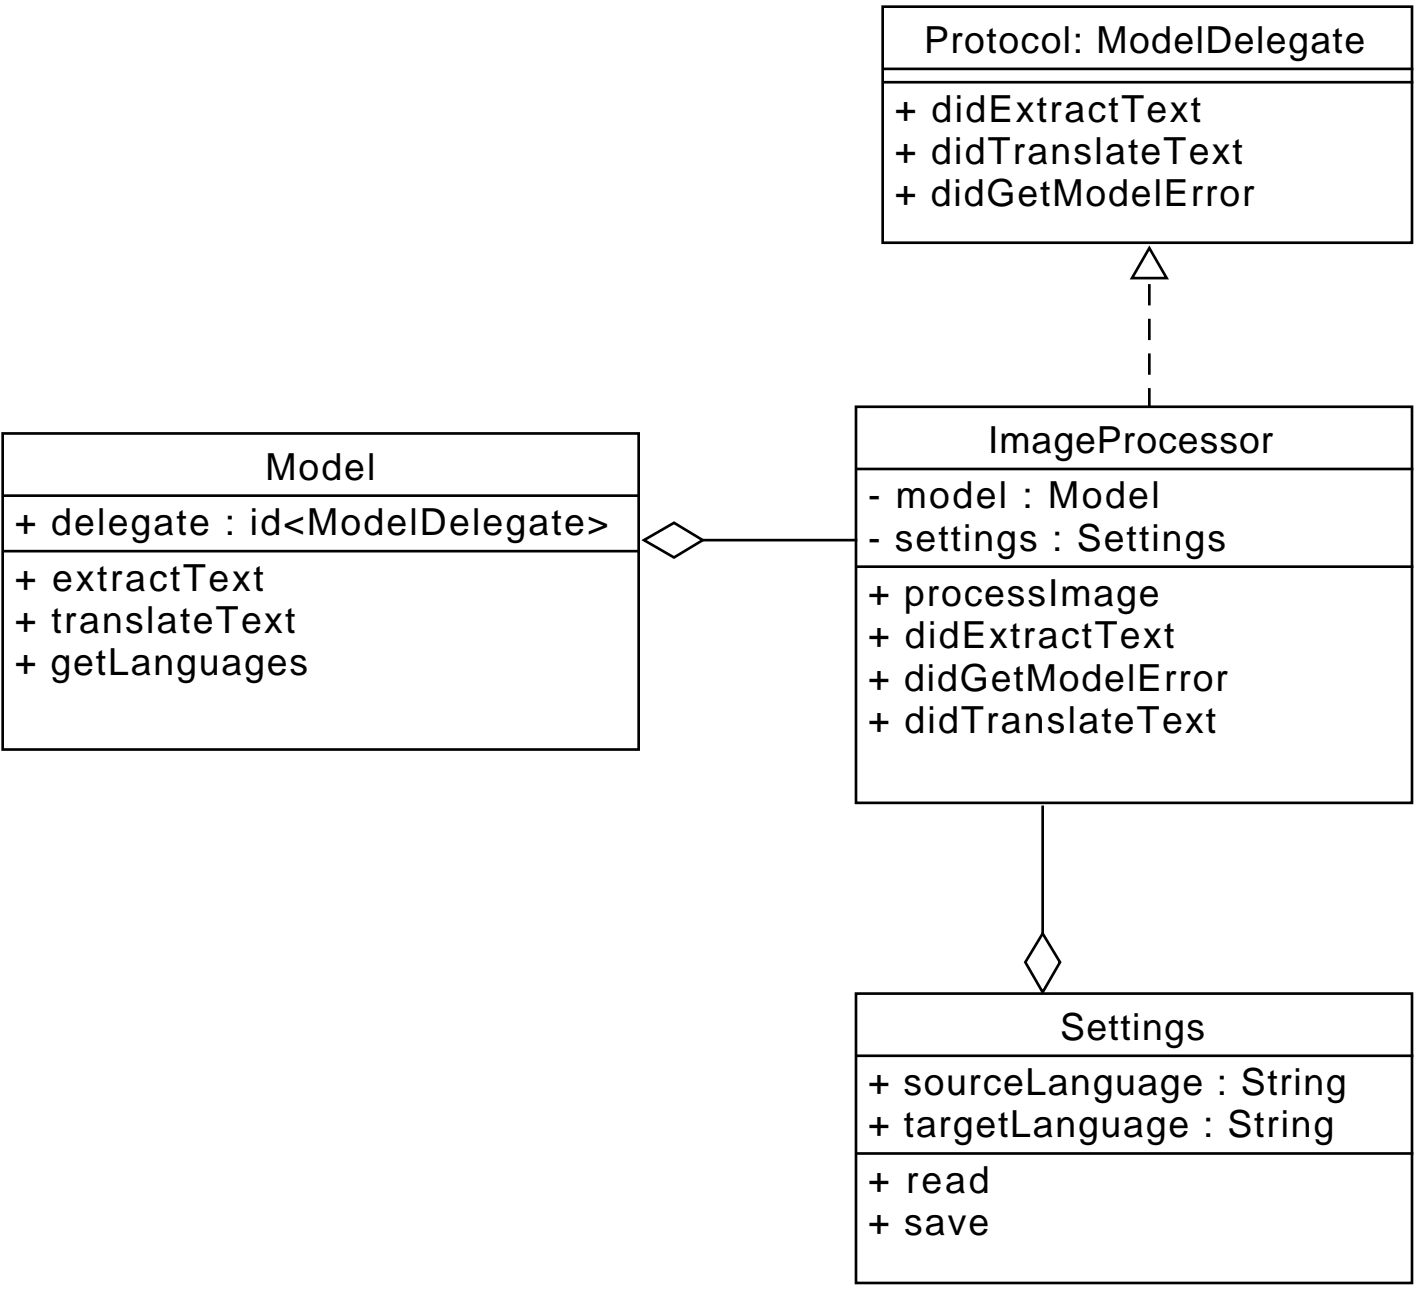 Protocol: ModelDelegate
+ didExtractText
+ didTranslateText
+ didGetModelError
Model
+ delegate : id<ModelDelegate>
+ extractText
+ translateText
+ getLanguages
ImageProcessor
- model : Model
- settings : Settings
+ processImage
+ didExtractText
+ didGetModelError
+ didTranslateText
Settings
+ sourceLanguage : String
+ targetLanguage : String
+ read
+ save